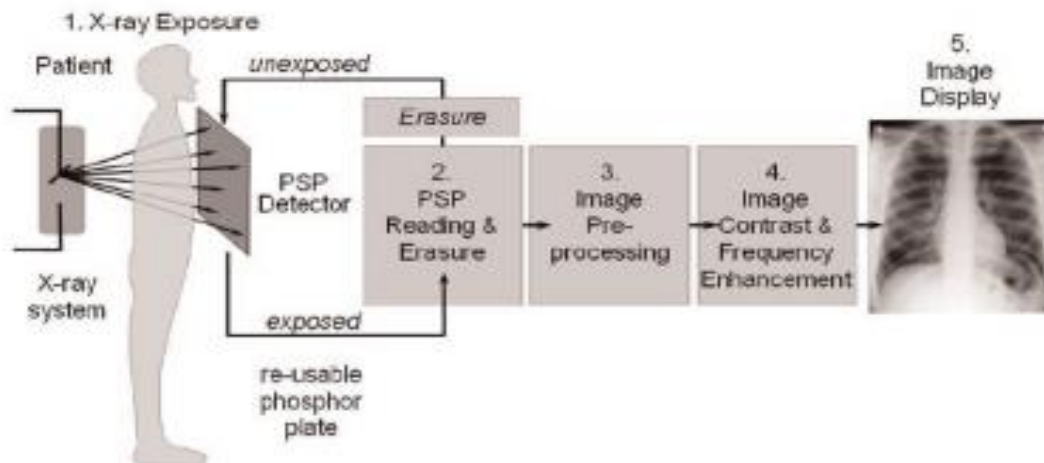 1. X-ray Exposure
Patient
unexposed
5.
Image
Display
Erasure
PSP
Detector
2.
PSP
Reading &
Erasure
3.
Image
Pre-
processing
4.
Image
Contrast &
Frequency
Enhancement
X-ray
system
exposed
re-usable
phosphor
plate